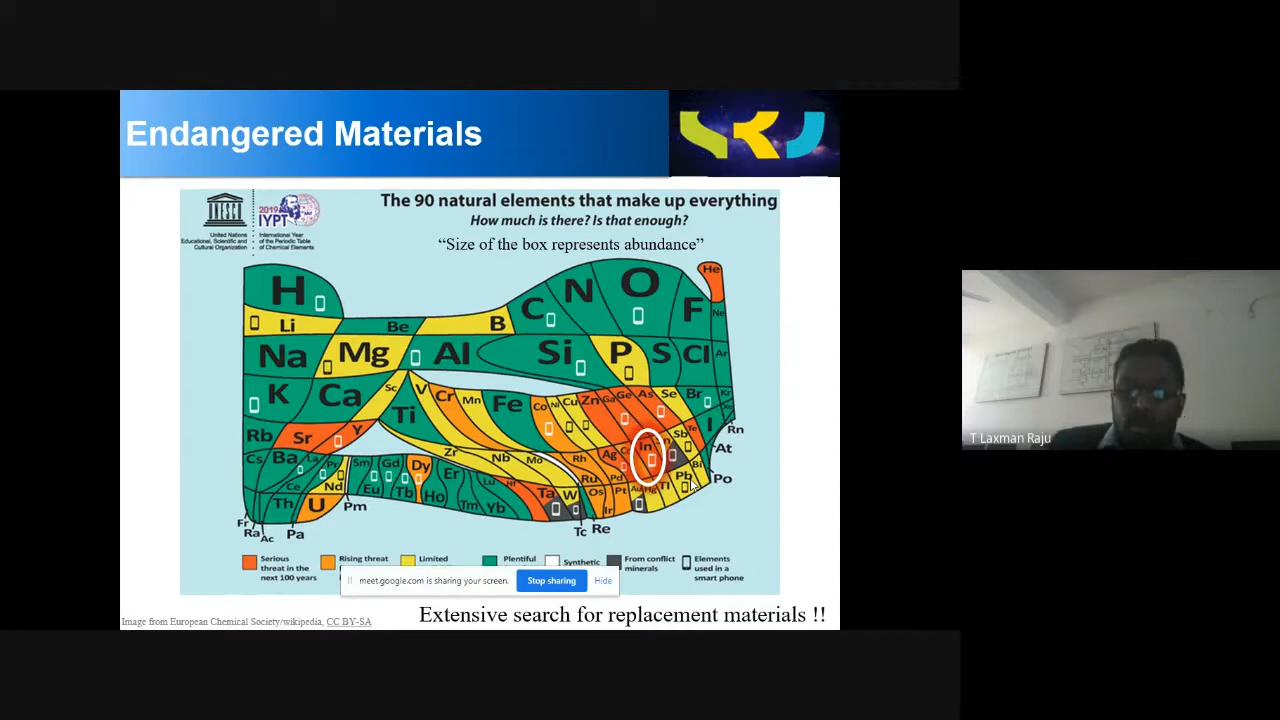 Endangered Materials
UNESCO
2019
IYPT
United Nations
Educational, Scientific and
Cultural Organization
International Year
of the Periodic Table
of Chemical Elements
The 90 natural elements that make up everything
How much is there? Is that enough?
“Size of the box represents abundance”
H C N O F He Ne
Li Be B
Na Mg Al Si P S Cl Ar
K Ca Sc Ti V Cr Mn Fe Co Ni Cu Zn Ga Ge As Se Br Kr
Rb Sr Y Zr Nb Mo Ru Rh Pd Ag In Sb Te I
Cs Ba La Ce Pr Nd Sm Eu Gd Tb Dy Ho Er Tm Yb Lu Hf Ta W Os Ir Pt Au Hg Tl Pb Bi
Th U
Fr
Ra
Ac
Pa
Pm
Tc
Re
Po
At
Rn
Serious
threat in the
next 100 years
Rising threat
Limited
Plentiful
Synthetic
From conflict
minerals
Elements
used in a
smart phone
meet.google.com is sharing your screen.
Stop sharing
Hide
Image from European Chemical Society/wikipedia, CC BY-SA
Extensive search for replacement materials !!
T Laxman Raju